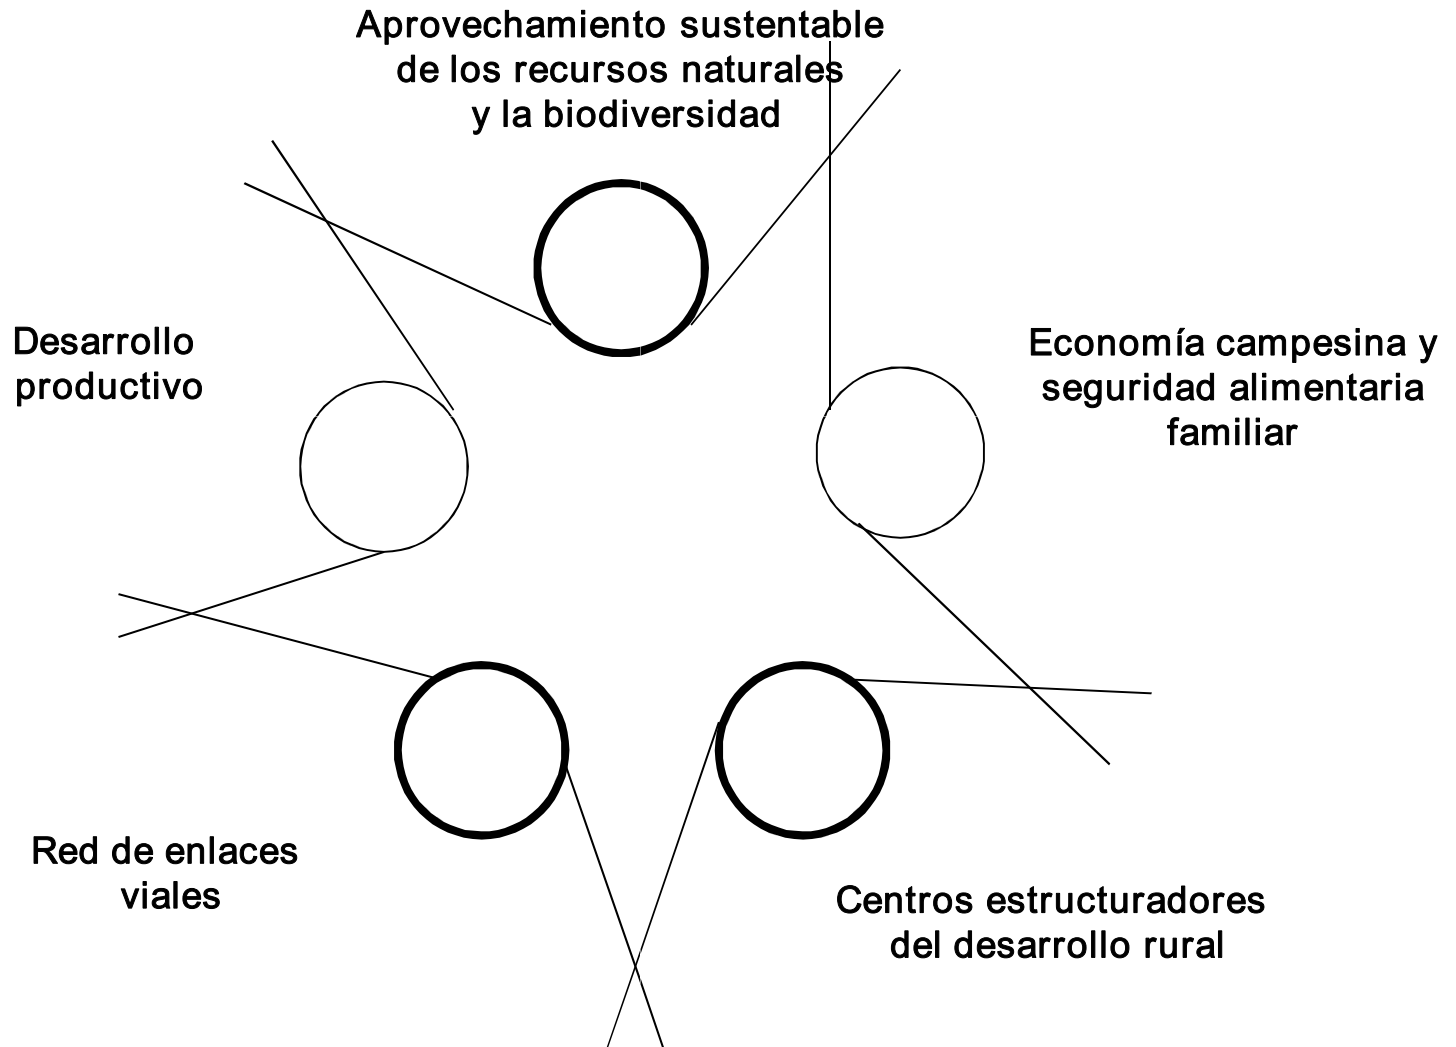 Aprovechamiento sustentable
de los recursos naturales
y la biodiversidad
Desarrollo
productivo
Economía campesina y
seguridad alimentaria
familiar
Red de enlaces
viales
Centros estructuradores
del desarrollo rural